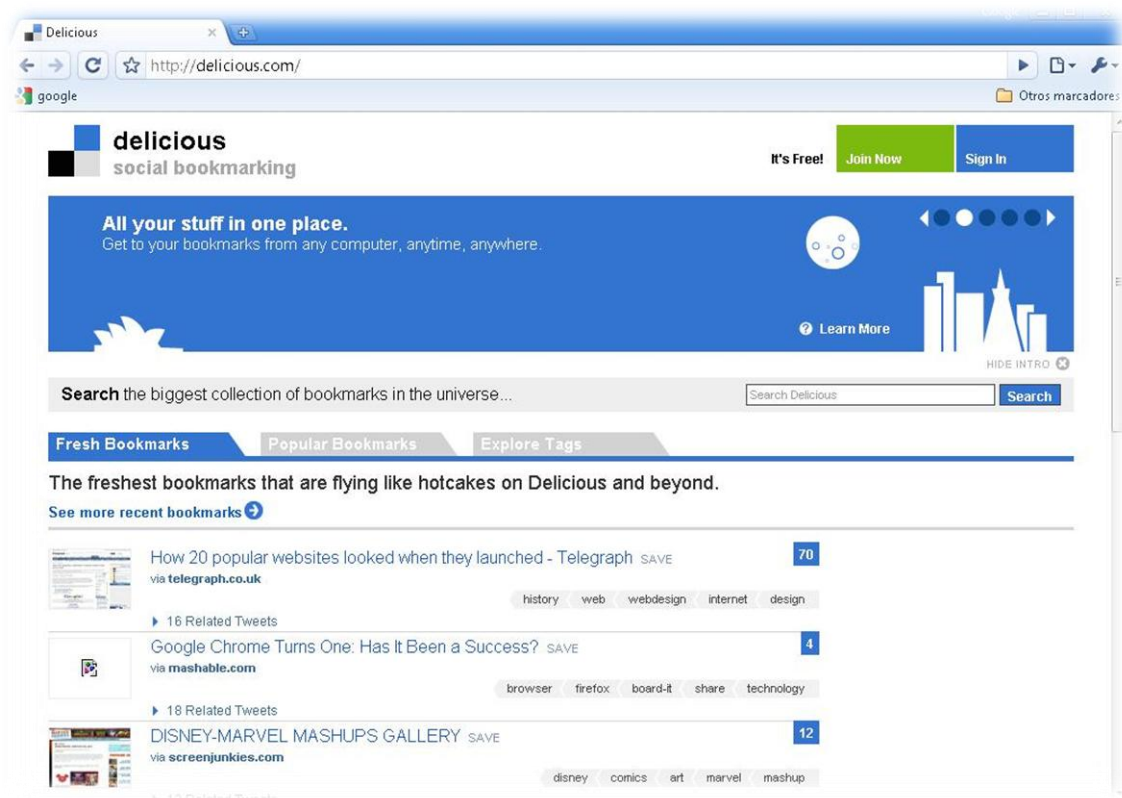 Delicious
http://delicious.com/
google
Otros marcadores
delicious
social bookmarking
It's Free!
Join Now
Sign In
All your stuff in one place.
Get to your bookmarks from any computer, anytime, anywhere.
Learn More
HIDE INTRO
Search the biggest collection of bookmarks in the universe...
Search Delicious
Search
Fresh Bookmarks
Popular Bookmarks
Explore Tags
The freshest bookmarks that are flying like hotcakes on Delicious and beyond.
See more recent bookmarks
How 20 popular websites looked when they launched - Telegraph SAVE
70
via telegraph.co.uk
history web webdesign internet design
16 Related Tweets
Google Chrome Turns One: Has It Been a Success? SAVE
4
via mashable.com
browser firefox board-it share technology
18 Related Tweets
DISNEY-MARVEL MASHUPS GALLERY SAVE
12
via screenjunkies.com
disney comics art marvel mashup